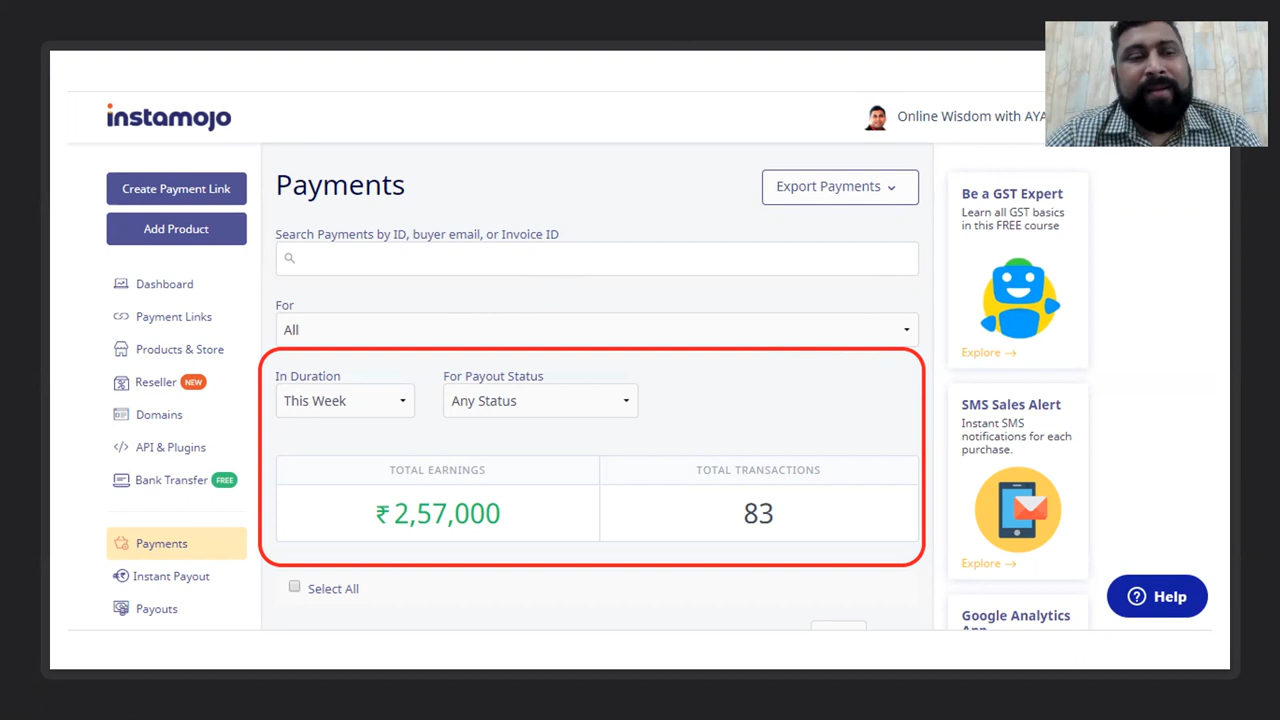 instamojo
Online Wisdom with AYA
Create Payment Link
Add Product
Dashboard
Payment Links
Products & Store
Reseller NEW
Domains
API & Plugins
Bank Transfer FREE
Payments
Instant Payout
Payouts
Payments
Export Payments
Search Payments by ID, buyer email, or Invoice ID
For
All
In Duration
For Payout Status
This Week
Any Status
TOTAL EARNINGS
TOTAL TRANSACTIONS
₹ 2,57,000
83
Select All
Be a GST Expert
Learn all GST basics
in this FREE course
Explore →
SMS Sales Alert
Instant SMS
notifications for each
purchase.
Explore →
Google Analytics
App
Help